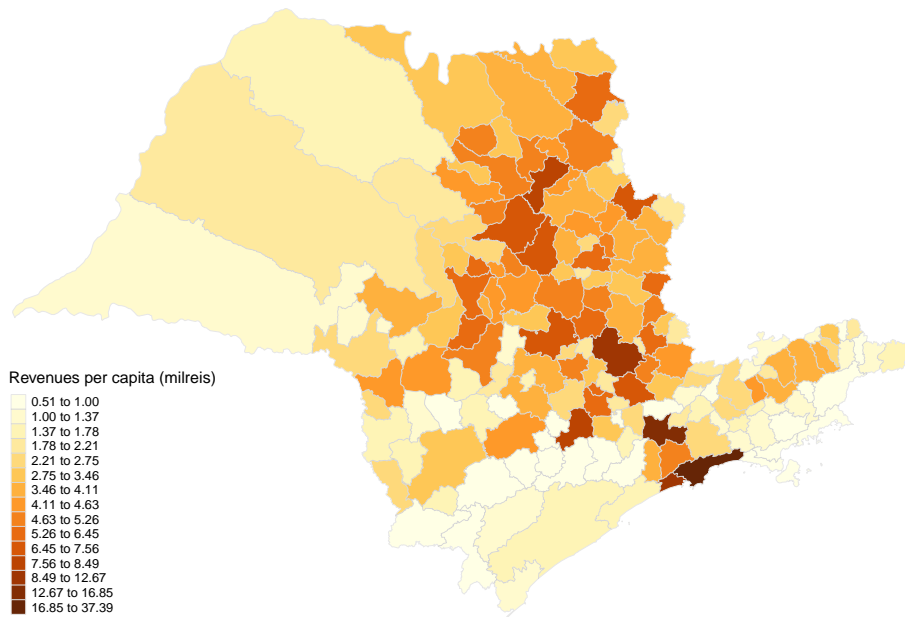 Revenues per capita (milreis)
0.51 to 1.00
1.00 to 1.37
1.37 to 1.78
1.78 to 2.21
2.21 to 2.75
2.75 to 3.46
3.46 to 4.11
4.11 to 4.63
4.63 to 5.26
5.26 to 6.45
6.45 to 7.56
7.56 to 8.49
8.49 to 12.67
12.67 to 16.85
16.85 to 37.39